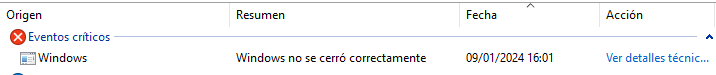 Origen Resumen Fecha Acción
Eventos críticos
Windows Windows no se cerró correctamente 09/01/2024 16:01 Ver detalles técnic...